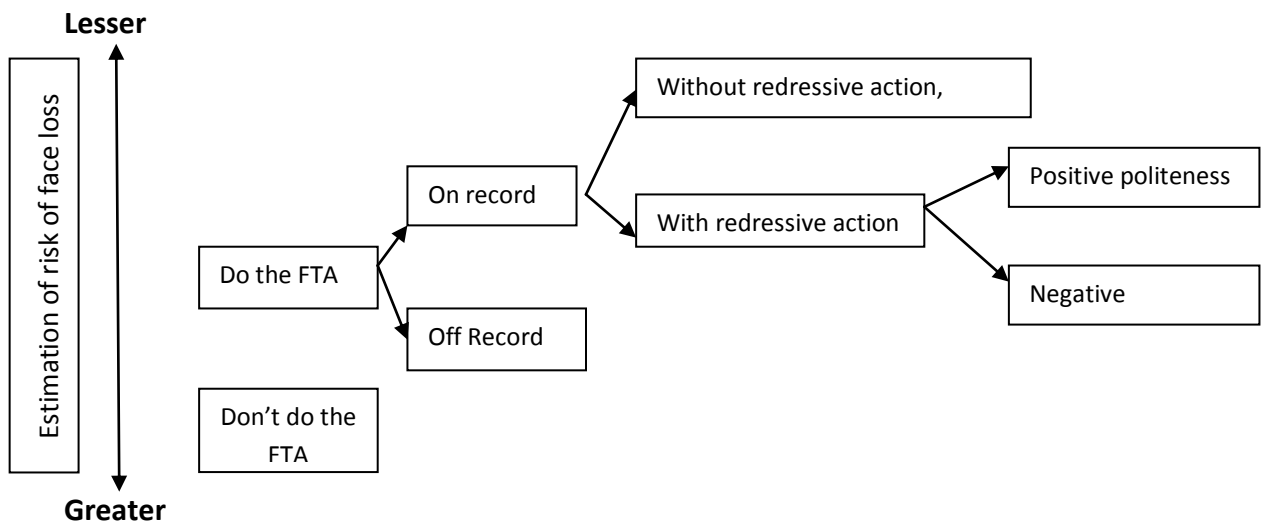 Lesser
Estimation of risk of face loss
Without redressive action,
On record
Positive politeness
With redressive action
Do the FTA
Negative
Off Record
Don’t do the
FTA
Greater